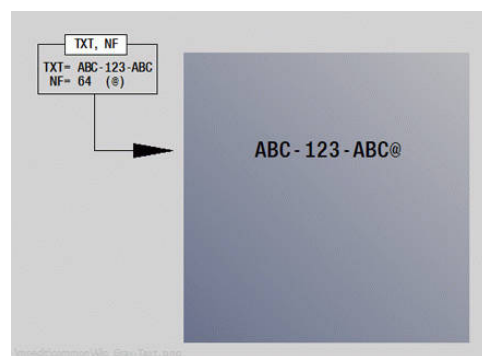 TXT, NF
TXT= ABC-123-ABC
NF= 64 (@)
ABC-123-ABC@